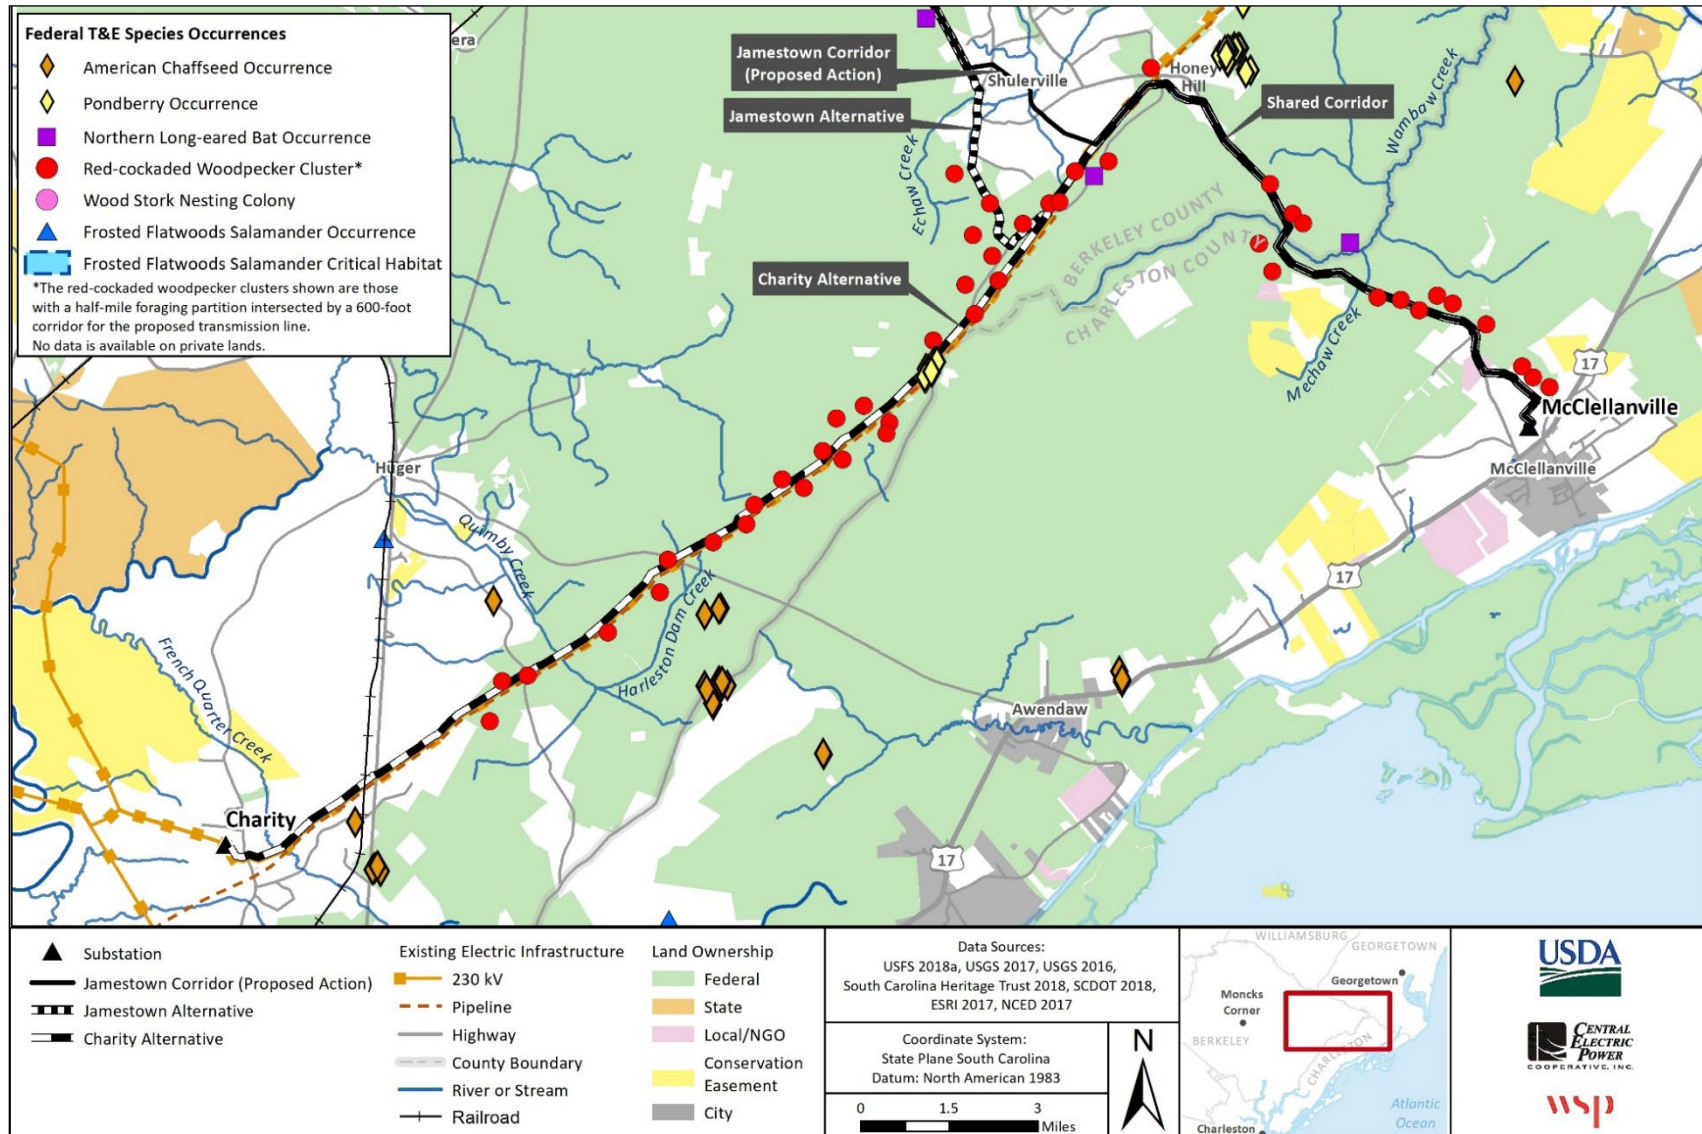 Federal T&E Species Occurrences
American Chaffseed Occurrence
Pondberry Occurrence
Northern Long-eared Bat Occurrence
Red-cockaded Woodpecker Cluster*
Wood Stork Nesting Colony
Frosted Flatwoods Salamander Occurrence
Frosted Flatwoods Salamander Critical Habitat
*The red-cockaded woodpecker clusters shown are those
with a half-mile foraging partition intersected by a 600-foot
corridor for the proposed transmission line.
No data is available on private lands.
era
Jamestown Corridor
(Proposed Action)
Shulerville
Honey
Hill
Jamestown Alternative
Shared Corridor
Wambaw Creek
Echaw Creek
BERKELEY COUNTY
CHARLESTON COUNTY
Charity Alternative
Mechaw Creek
17
McClellanville
McClellanville
Huger
Quimby Creek
17
Harleston Dam Creek
French Quarter Creek
Awendaw
Charity
17
Substation
Jamestown Corridor (Proposed Action)
Jamestown Alternative
Charity Alternative
Existing Electric Infrastructure
230 kV
Pipeline
Highway
County Boundary
River or Stream
Railroad
Land Ownership
Federal
State
Local/NGO
Conservation
Easement
City
Data Sources:
USFS 2018a, USGS 2017, USGS 2016,
South Carolina Heritage Trust 2018, SCDOT 2018,
ESRI 2017, NCED 2017
Coordinate System:
State Plane South Carolina
Datum: North American 1983
0 1.5 3
Miles
N
WILLIAMSBURG
GEORGETOWN
Georgetown
Moncks
Corner
BERKELEY
CHARLESTON
Atlantic
Ocean
Charleston
USDA
CENTRAL
ELECTRIC
POWER
COOPERATIVE, INC.
wsp